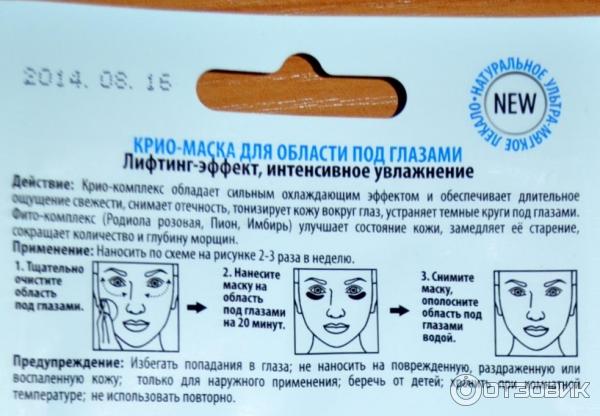 2014. 08. 16
НАТУРАЛЬНОЕ УЛЬТРА-МЯГКОЕ ЛЕКАЛО
NEW
КРИО-МАСКА ДЛЯ ОБЛАСТИ ПОД ГЛАЗАМИ
Лифтинг-эффект, интенсивное увлажнение
Действие: Крио-комплекс обладает сильным охлаждающим эффектом и обеспечивает длительное
ощущение свежести, снимает отечность, тонизирует кожу вокруг глаз, устраняет темные круги под глазами.
Фито-комплекс (Родиола розовая, Пион, Имбирь) улучшает состояние кожи, замедляет её старение,
сокращает количество и глубину морщин.
Применение: Наносить по схеме на рисунке 2-3 раза в неделю.
1. Тщательно
очистите
область
под глазами.
2. Нанесите
маску на
область
под глазами
на 20 минут.
3. Снимите
маску,
ополосните
область под
глазами
водой.
Предупреждение: Избегать попадания в глаза; не наносить на поврежденную, раздраженную или
воспаленную кожу; только для наружного применения; беречь от детей; хранить при комнатной
температуре; не использовать повторно.
ОТЗОВИК